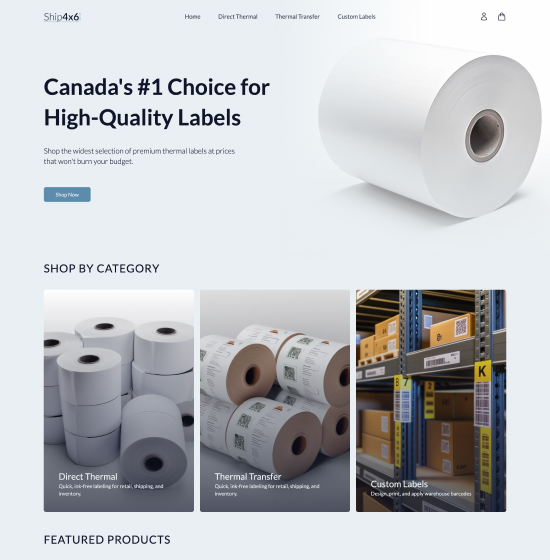 Ship4x6
Home Direct Thermal Thermal Transfer Custom Labels
Canada's #1 Choice for
High-Quality Labels
Shop the widest selection of premium thermal labels at prices
that won't burn your budget.
Shop Now
SHOP BY CATEGORY
K
B 7
2
Direct Thermal
Quick, ink-free labeling for retail, shipping, and
inventory.
Thermal Transfer
Quick, ink-free labeling for retail, shipping, and
inventory.
Custom Labels
Design, print, and apply warehouse barcodes
FEATURED PRODUCTS